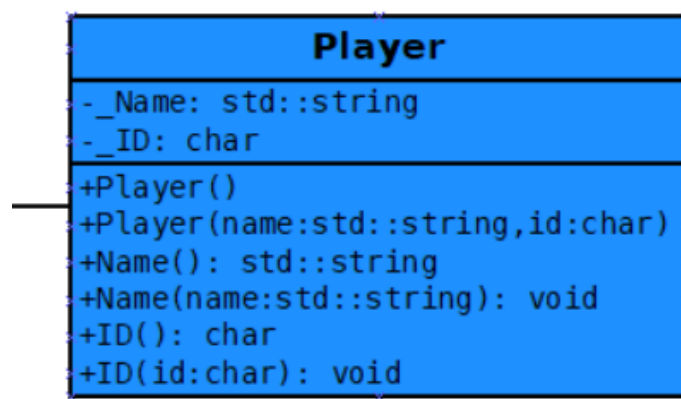 Player
-_Name: std::string
-_ID: char
+Player()
+Player(name:std::string,id:char)
+Name(): std::string
+Name(name:std::string): void
+ID(): char
+ID(id:char): void